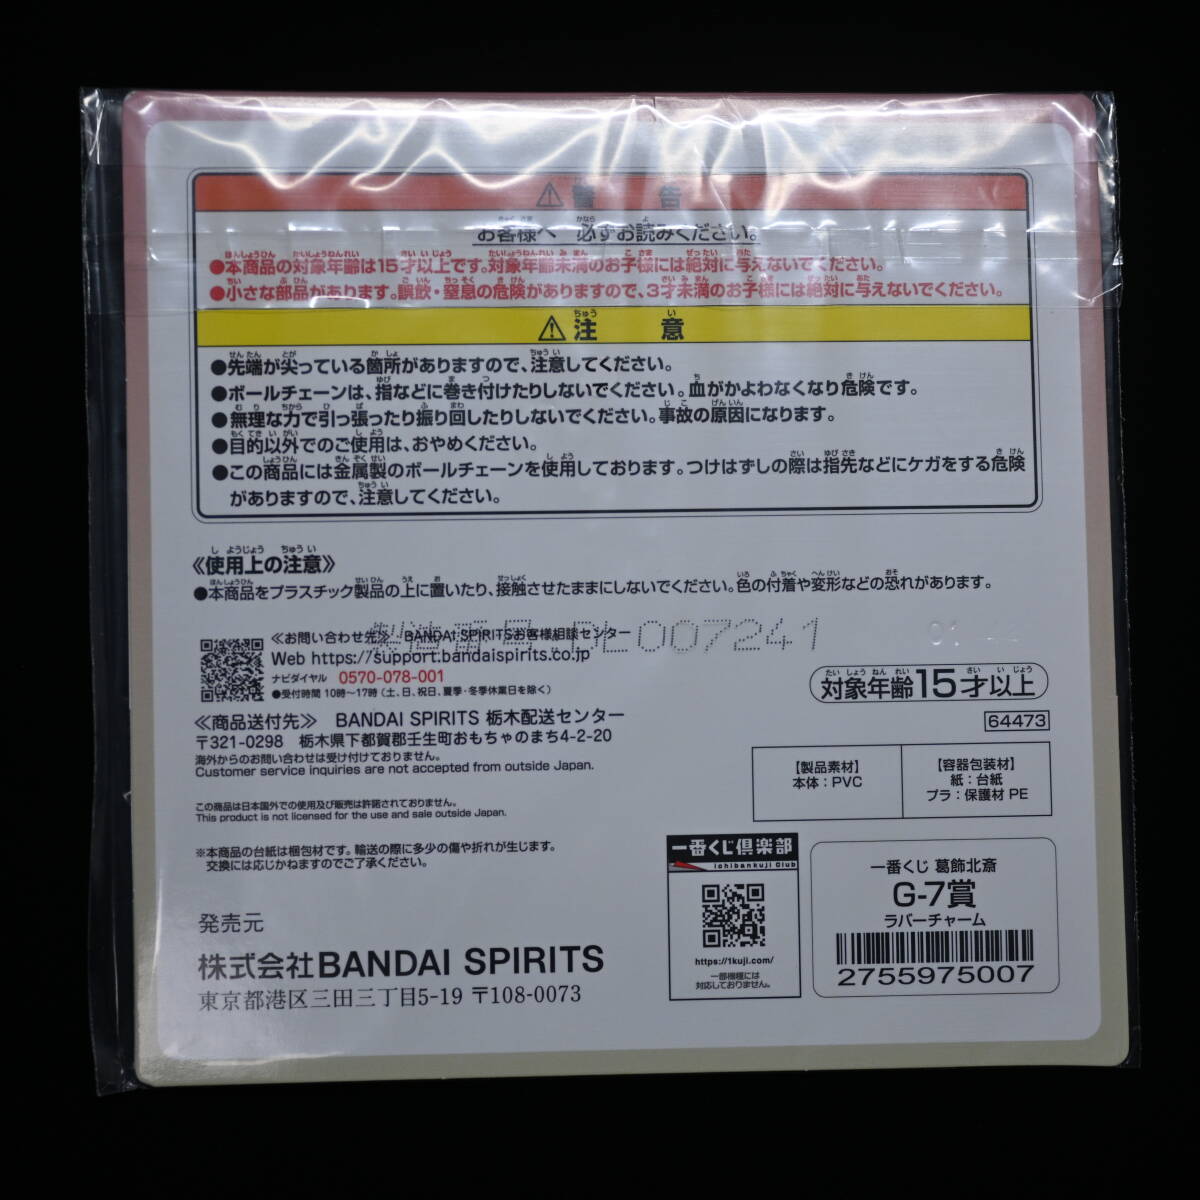 警告
お客様へ 必ずお読みください。
●本商品の対象年齢は15才以上です。対象年齢未満のお子様には絶対に与えないでください。
●小さな部品があります。誤飲・窒息の危険がありますので、3才未満のお子様には絶対に与えないでください。
注意
●先端が尖っている箇所がありますので、注意してください。
●ボールチェーンは、指などに巻き付けたりしないでください。血がかよわなくなり危険です。
●無理な力で引っ張ったり振り回したりしないでください。事故の原因になります。
●目的以外でのご使用は、おやめください。
●この商品には金属製のボールチェーンを使用しております。つけはずしの際は指先などにケガをする危険
がありますので、注意してください。
《使用上の注意》
●本商品をプラスチック製品の上に置いたり、接触させたままにしないでください。色の付着や変形などの恐れがあります。
製造番号:DL007241
≪お問い合わせ先≫ BANDAI SPIRITSお客様相談センター
Web https://support.bandaispirits.co.jp
ナビダイヤル 0570-078-001
●受付時間 10時～17時(土、日、祝日、夏季・冬季休業日を除く)
対象年齢15才以上
≪商品送付先≫ BANDAI SPIRITS 栃木配送センター
〒321-0298 栃木県下都賀郡壬生町おもちゃのまち4-2-20
64473
海外からのお問い合わせは受け付けておりません。
Customer service inquiries are not accepted from outside Japan.
【製品素材】
本体：PVC
【容器包装材】
紙：台紙
プラ：保護材 PE
この商品は日本国外での使用及び販売は許諾されておりません。
This product is not licensed for the use and sale outside Japan.
※本商品の台紙は梱包材です。輸送の際に多少の傷や折れが生じます。
交換には応じかねますのでご了承ください。
発売元
株式会社BANDAI SPIRITS
東京都港区三田三丁目5-19 〒108-0073
一番くじ倶楽部
ichibankuji Club
https://1kuji.com/
一部機種には
対応しておりません。
一番くじ 葛飾北斎
G-7賞
ラバーチャーム
2755975007